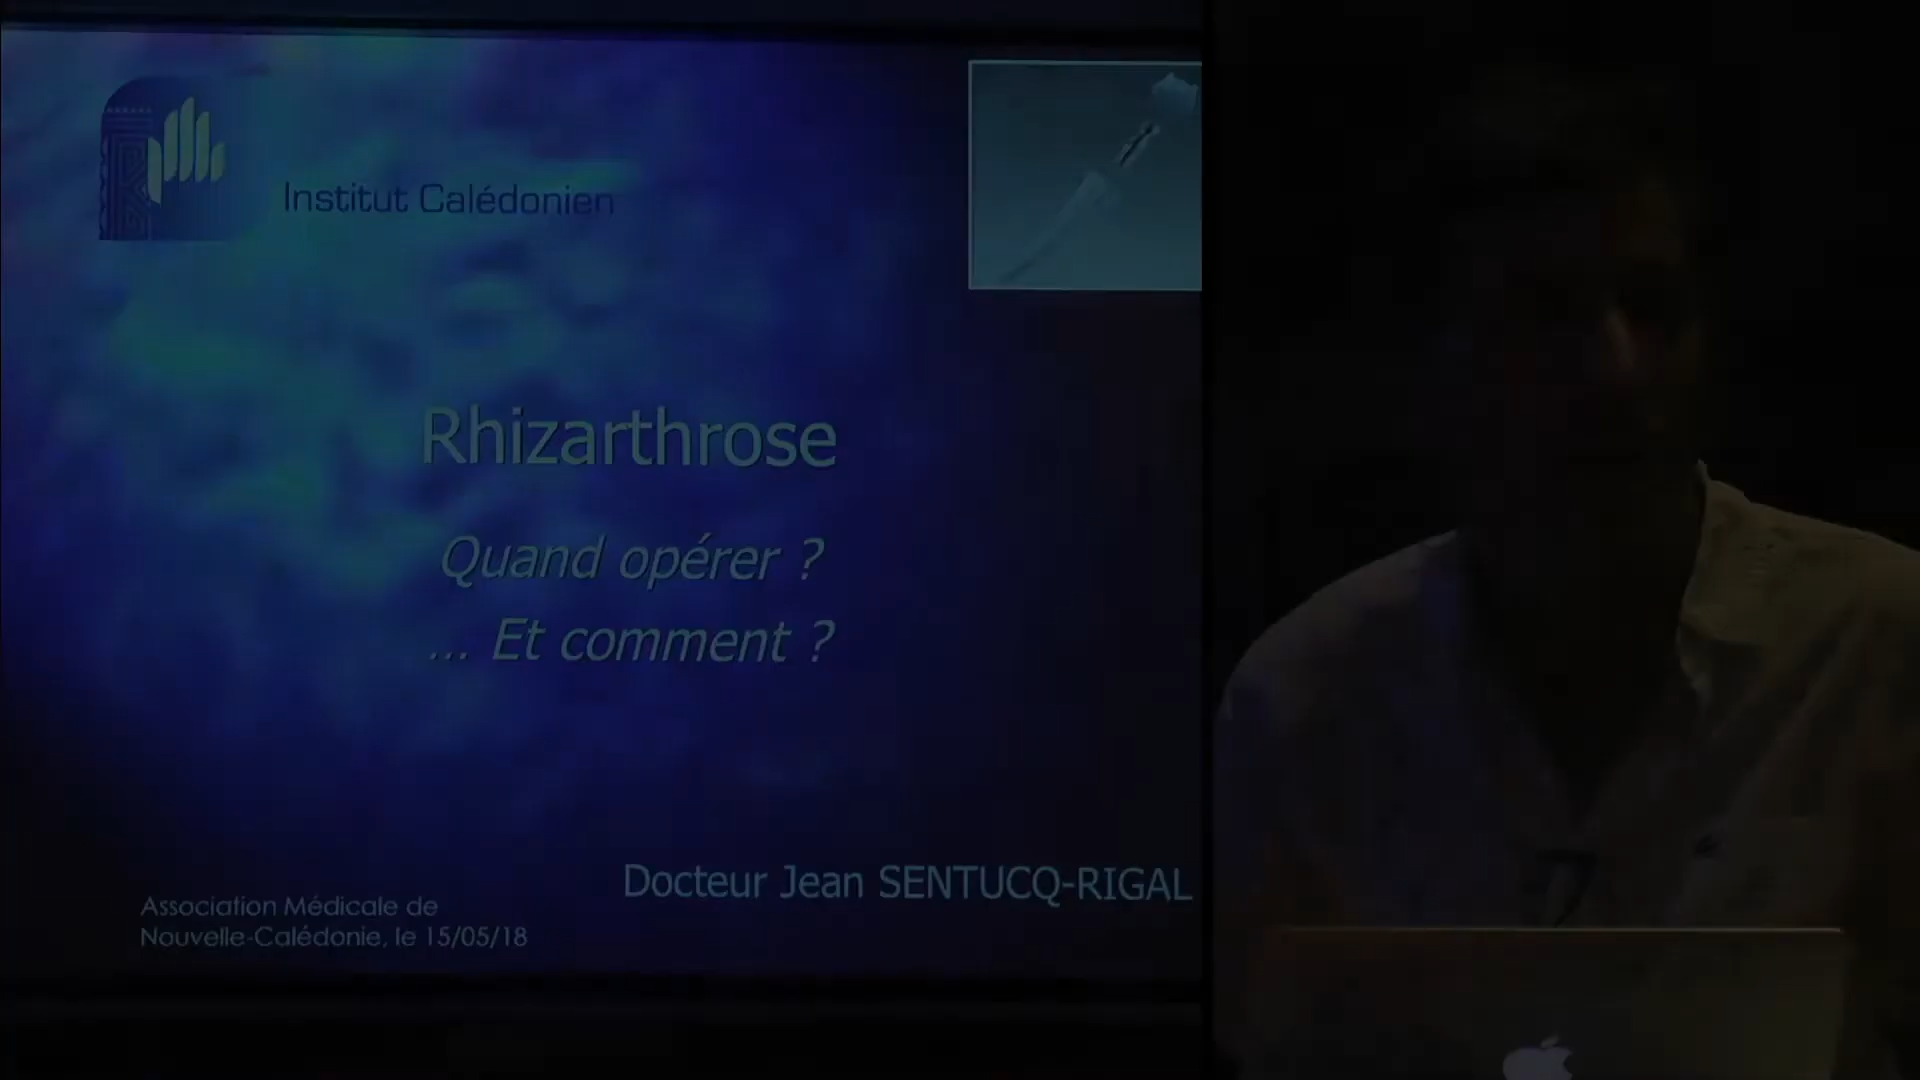 Institut Calédonien
Rhizarthrose
Quand opérer ?
... Et comment ?
Docteur Jean SENTUCQ-RIGAL
Association Médicale de
Nouvelle-Calédonie, le 15/05/18